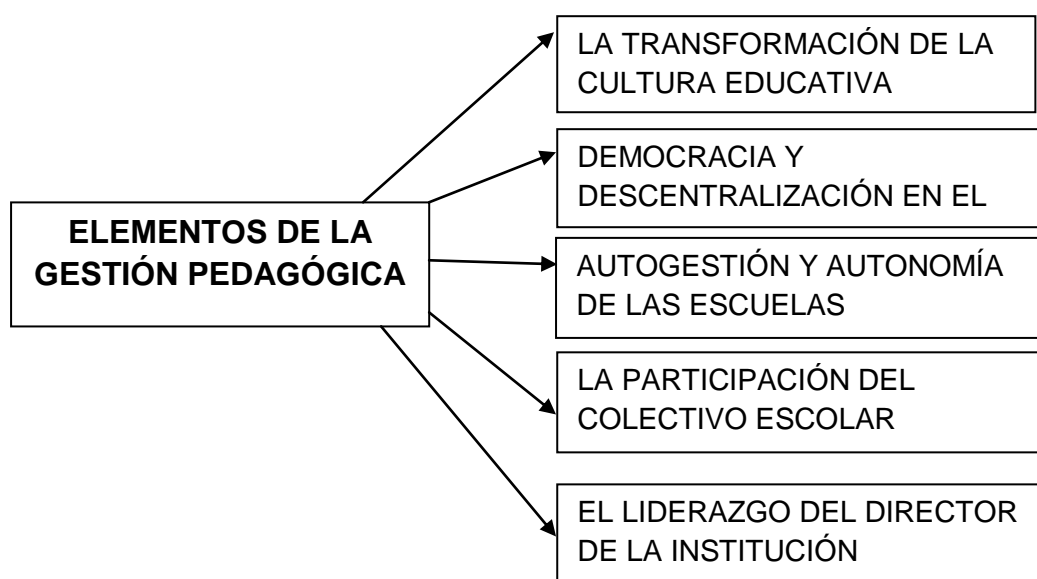 ELEMENTOS DE LA
GESTIÓN PEDAGÓGICA
LA TRANSFORMACIÓN DE LA
CULTURA EDUCATIVA
DEMOCRACIA Y
DESCENTRALIZACIÓN EN EL
AUTOGESTIÓN Y AUTONOMÍA
DE LAS ESCUELAS
LA PARTICIPACIÓN DEL
COLECTIVO ESCOLAR
EL LIDERAZGO DEL DIRECTOR
DE LA INSTITUCIÓN